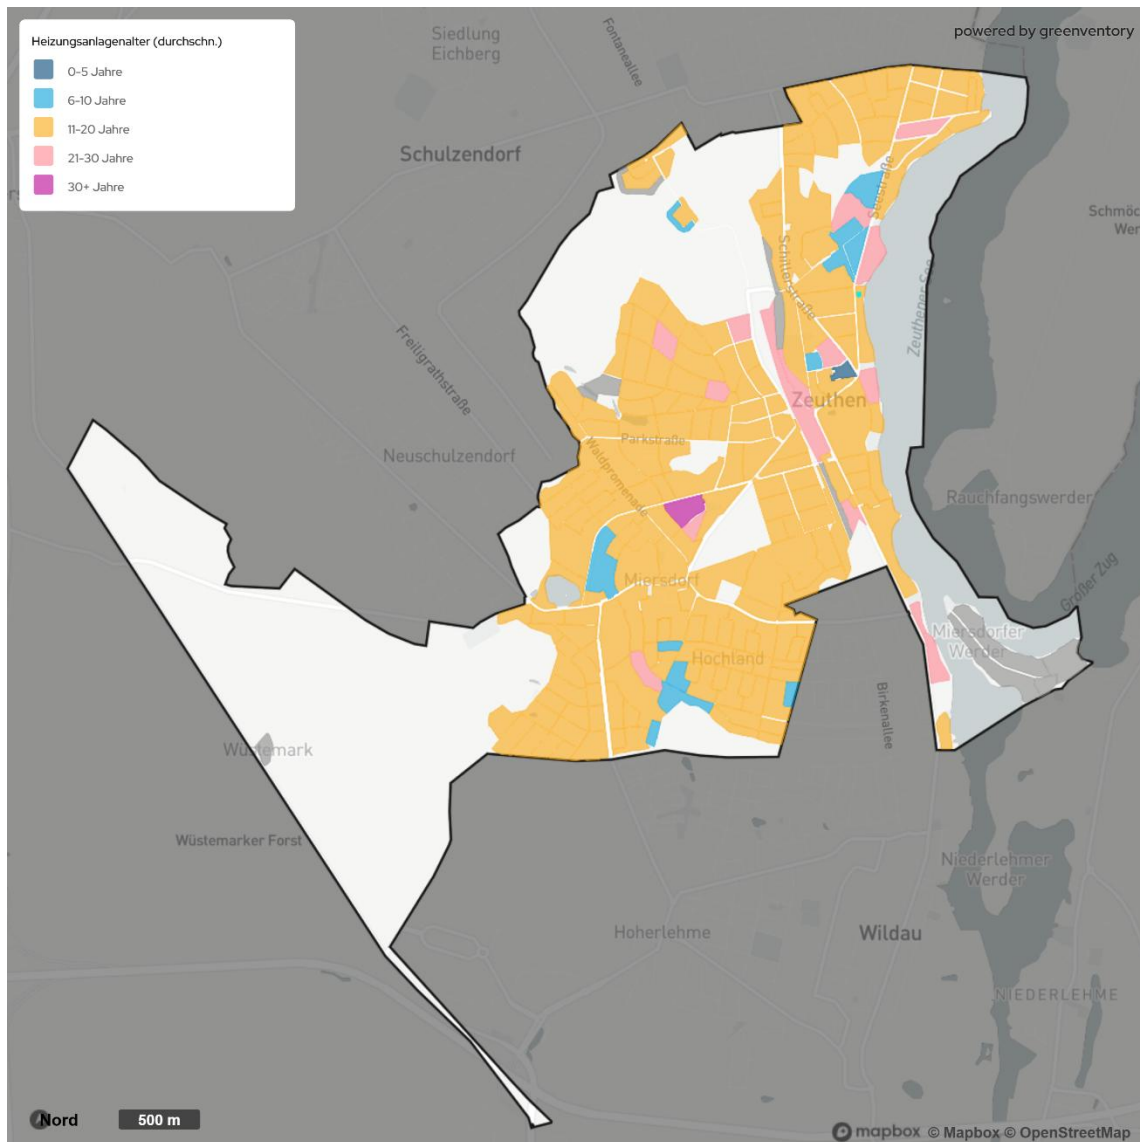 Heizungsanlagenalter (durchschn.)
0-5 Jahre
6-10 Jahre
11-20 Jahre
21-30 Jahre
30+ Jahre
powered by greenventory
Siedlung
Eichberg
Fontaneallee
Schulzendorf
Seestraße
Schmöc
Wer
Schillerstraße
Zeuthener See
Freiligrathstraße
Zeuthen
Parkstraße
Neuschulzendorf
Waldpromenade
Rauchfangswerder
Miersdorf
Großer Zug
Miersdorfer
Werder
Hochland
Birkenallee
Wüstemark
Wüstemarker Forst
Niederlehmer
Werder
Hoherlehme
Wildau
NIEDERLEHME
Nord
500 m
mapbox © Mapbox © OpenStreetMap